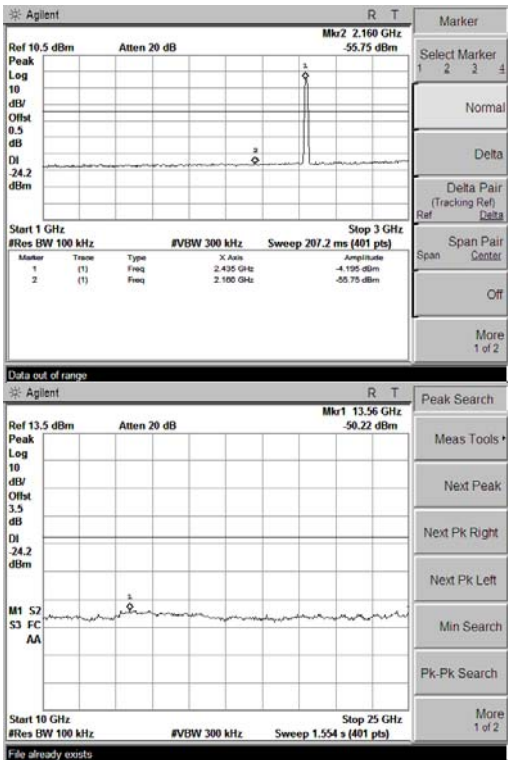 Agilent
R T
Marker
Mkr2 2.160 GHz
Ref 10.5 dBm
Atten 20 dB
-55.75 dBm
Peak
Log
10
dB/
Offst
0.5
dB
DI
-24.2
dBm
1
2
Start 1 GHz
Stop 3 GHz
#Res BW 100 kHz
#VBW 300 kHz
Sweep 207.2 ms (401 pts)
Marker Trace Type X Axis Amplitude
1 (1) Freq 2.435 GHz -4.195 dBm
2 (1) Freq 2.160 GHz -55.75 dBm
Select Marker
1 2 3 4
Normal
Delta
Delta Pair
(Tracking Ref)
Ref Delta
Span Pair
Span Center
Off
More
1 of 2
Data out of range
Agilent
R T
Peak Search
Mkr1 13.56 GHz
Ref 13.5 dBm
Atten 20 dB
-50.22 dBm
Peak
Log
10
dB/
Offst
3.5
dB
DI
-24.2
dBm
1
M1 S2
S3 FC
AA
Start 10 GHz
Stop 25 GHz
#Res BW 100 kHz
#VBW 300 kHz
Sweep 1.554 s (401 pts)
Meas Tools
Next Peak
Next Pk Right
Next Pk Left
Min Search
Pk-Pk Search
More
1 of 2
File already exists